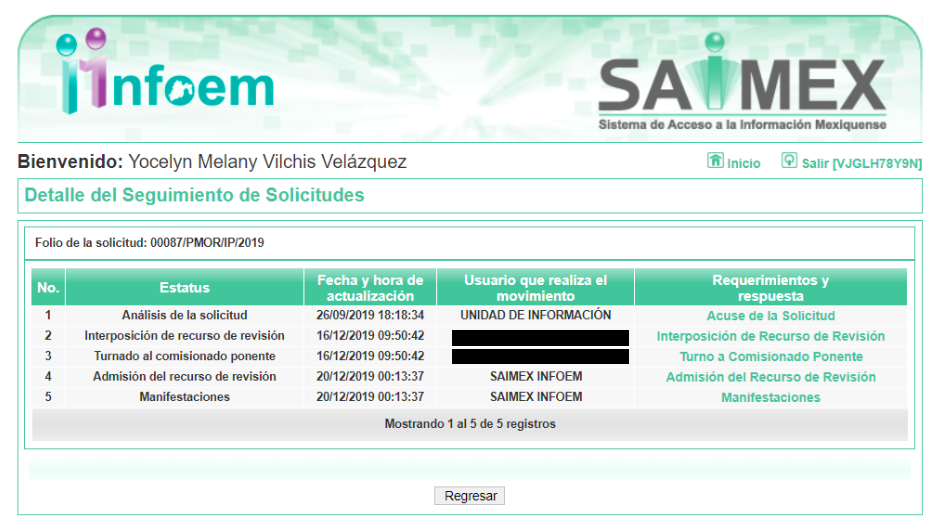 infoem
SAIMEX
Sistema de Acceso a la Información Mexiquense
Bienvenido: Yocelyn Melany Vilchis Velázquez
Inicio Salir [VJGLH78Y9N]
Detalle del Seguimiento de Solicitudes
Folio de la solicitud: 00087/PMOR/IP/2019
No. Estatus Fecha y hora de actualización Usuario que realiza el movimiento Requerimientos y respuesta
1 Análisis de la solicitud 26/09/2019 18:18:34 UNIDAD DE INFORMACIÓN Acuse de la Solicitud
2 Interposición de recurso de revisión 16/12/2019 09:50:42 Interposición de Recurso de Revisión
3 Turnado al comisionado ponente 16/12/2019 09:50:42 Turno a Comisionado Ponente
4 Admisión del recurso de revisión 20/12/2019 00:13:37 SAIMEX INFOEM Admisión del Recurso de Revisión
5 Manifestaciones 20/12/2019 00:13:37 SAIMEX INFOEM Manifestaciones
Mostrando 1 al 5 de 5 registros
Regresar